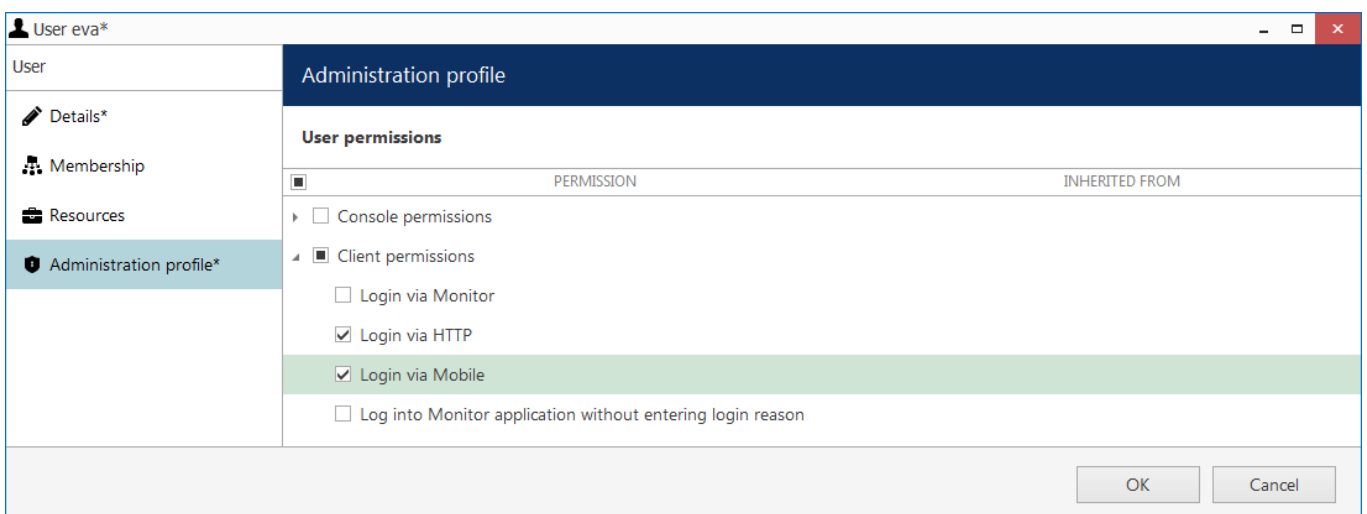 User eva*
User
Administration profile
Details*
User permissions
Membership
PERMISSION INHERITED FROM
Resources
Console permissions
Administration profile*
Client permissions
Login via Monitor
Login via HTTP
Login via Mobile
Log into Monitor application without entering login reason
OK Cancel